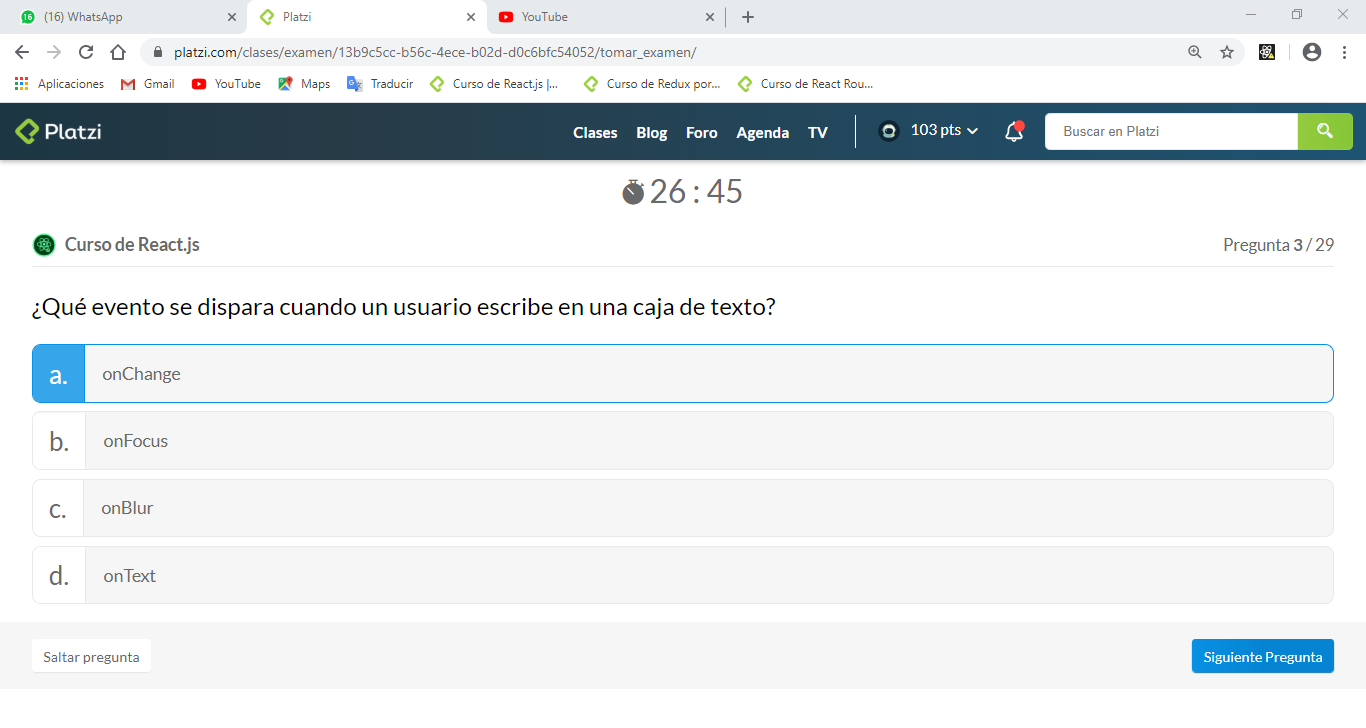 16 (16) WhatsApp Platzi YouTube
platzi.com/clases/examen/13b9c5cc-b56c-4ece-b02d-d0c6bfc54052/tomar_examen/
Aplicaciones Gmail YouTube Maps Traducir Curso de React.js |... Curso de Redux por... Curso de React Rou...
Platzi Clases Blog Foro Agenda TV 103 pts Buscar en Platzi
26 : 45
Curso de React.js Pregunta 3 / 29
¿Qué evento se dispara cuando un usuario escribe en una caja de texto?
a. onChange
b. onFocus
c. onBlur
d. onText
Saltar pregunta Siguiente Pregunta